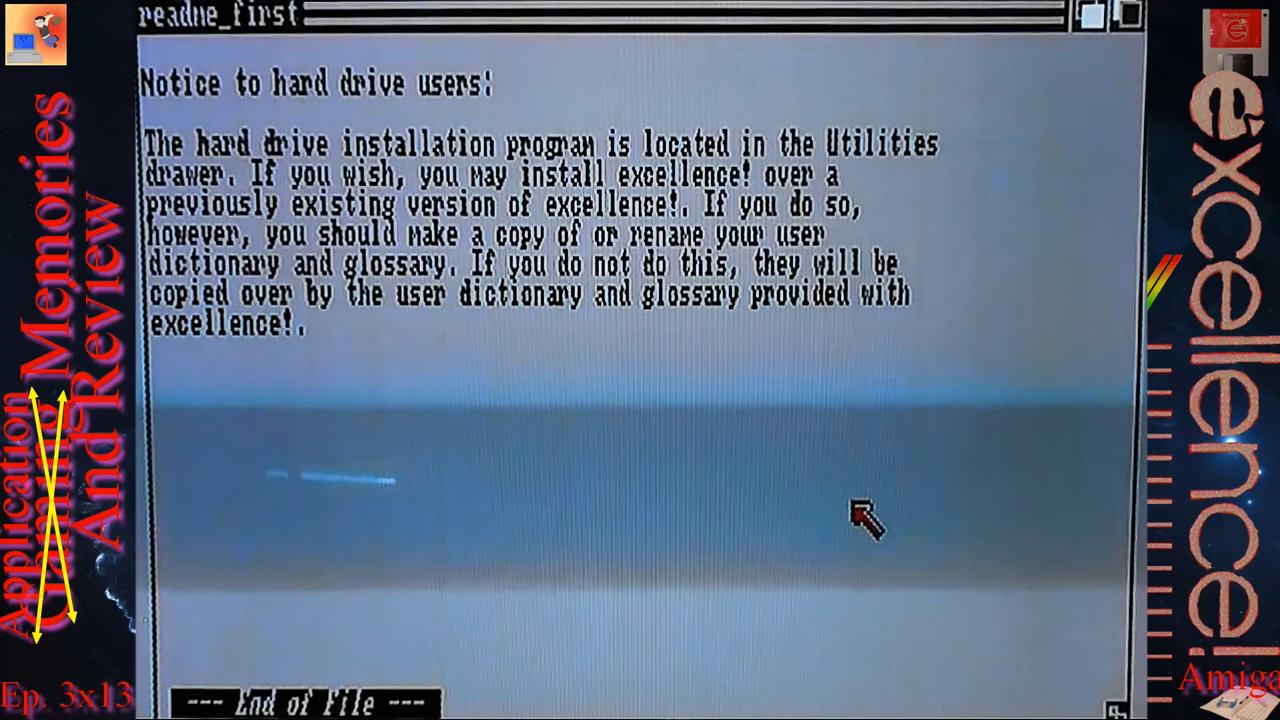 readme_first
Notice to hard drive users:
The hard drive installation program is located in the Utilities
drawer. If you wish, you may install excellence! over a
previously existing version of excellence!. If you do so,
however, you should make a copy of or rename your user
dictionary and glossary. If you do not do this, they will be
copied over by the user dictionary and glossary provided with
excellence!.
--- End of File ---
Application
Gaming Memories
And Review
Ep. 3x13
excellence!
Amiga